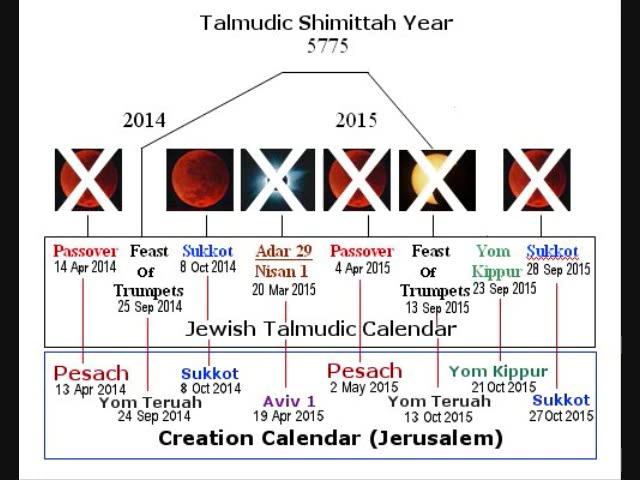 Talmudic Shimittah Year
5775
2014
2015
Passover
14 Apr 2014
Feast
Of
Trumpets
25 Sep 2014
Sukkot
8 Oct 2014
Adar 29
Nisan 1
20 Mar 2015
Passover
4 Apr 2015
Feast
Of
Trumpets
13 Sep 2015
Yom
Kippur
23 Sep 2015
Sukkot
28 Sep 2015
Jewish Talmudic Calendar
Pesach
13 Apr 2014
Yom Teruah
24 Sep 2014
Sukkot
8 Oct 2014
Aviv 1
19 Apr 2015
Pesach
2 May 2015
Yom Teruah
13 Oct 2015
Yom Kippur
21 Oct 2015
Sukkot
27 Oct 2015
Creation Calendar (Jerusalem)